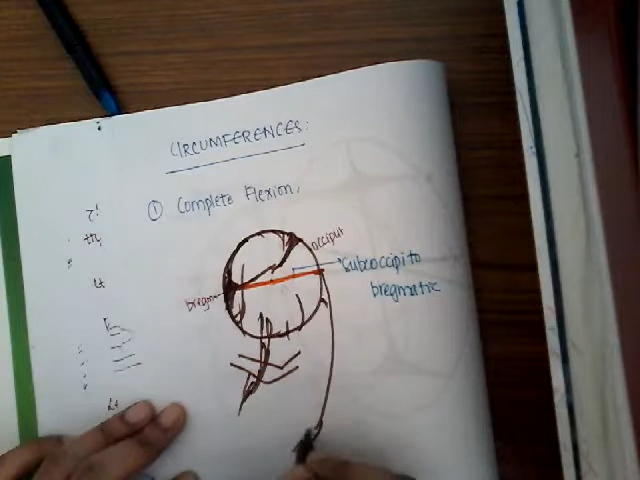 CIRCUMFERENCES:
① Complete Flexion,
occiput
suboccipito
bregmatic
bregma